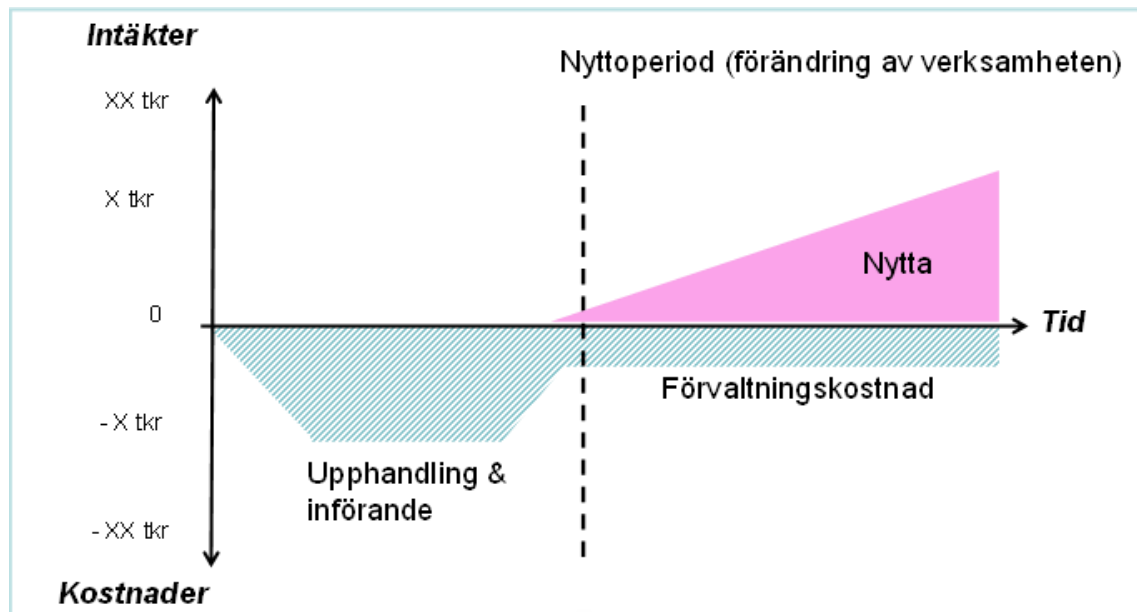 Intäkter
Nyttoperiod (förändring av verksamheten)
XX tkr
X tkr
Nytta
0
Tid
Förvaltningskostnad
- X tkr
Upphandling &
införande
- XX tkr
Kostnader